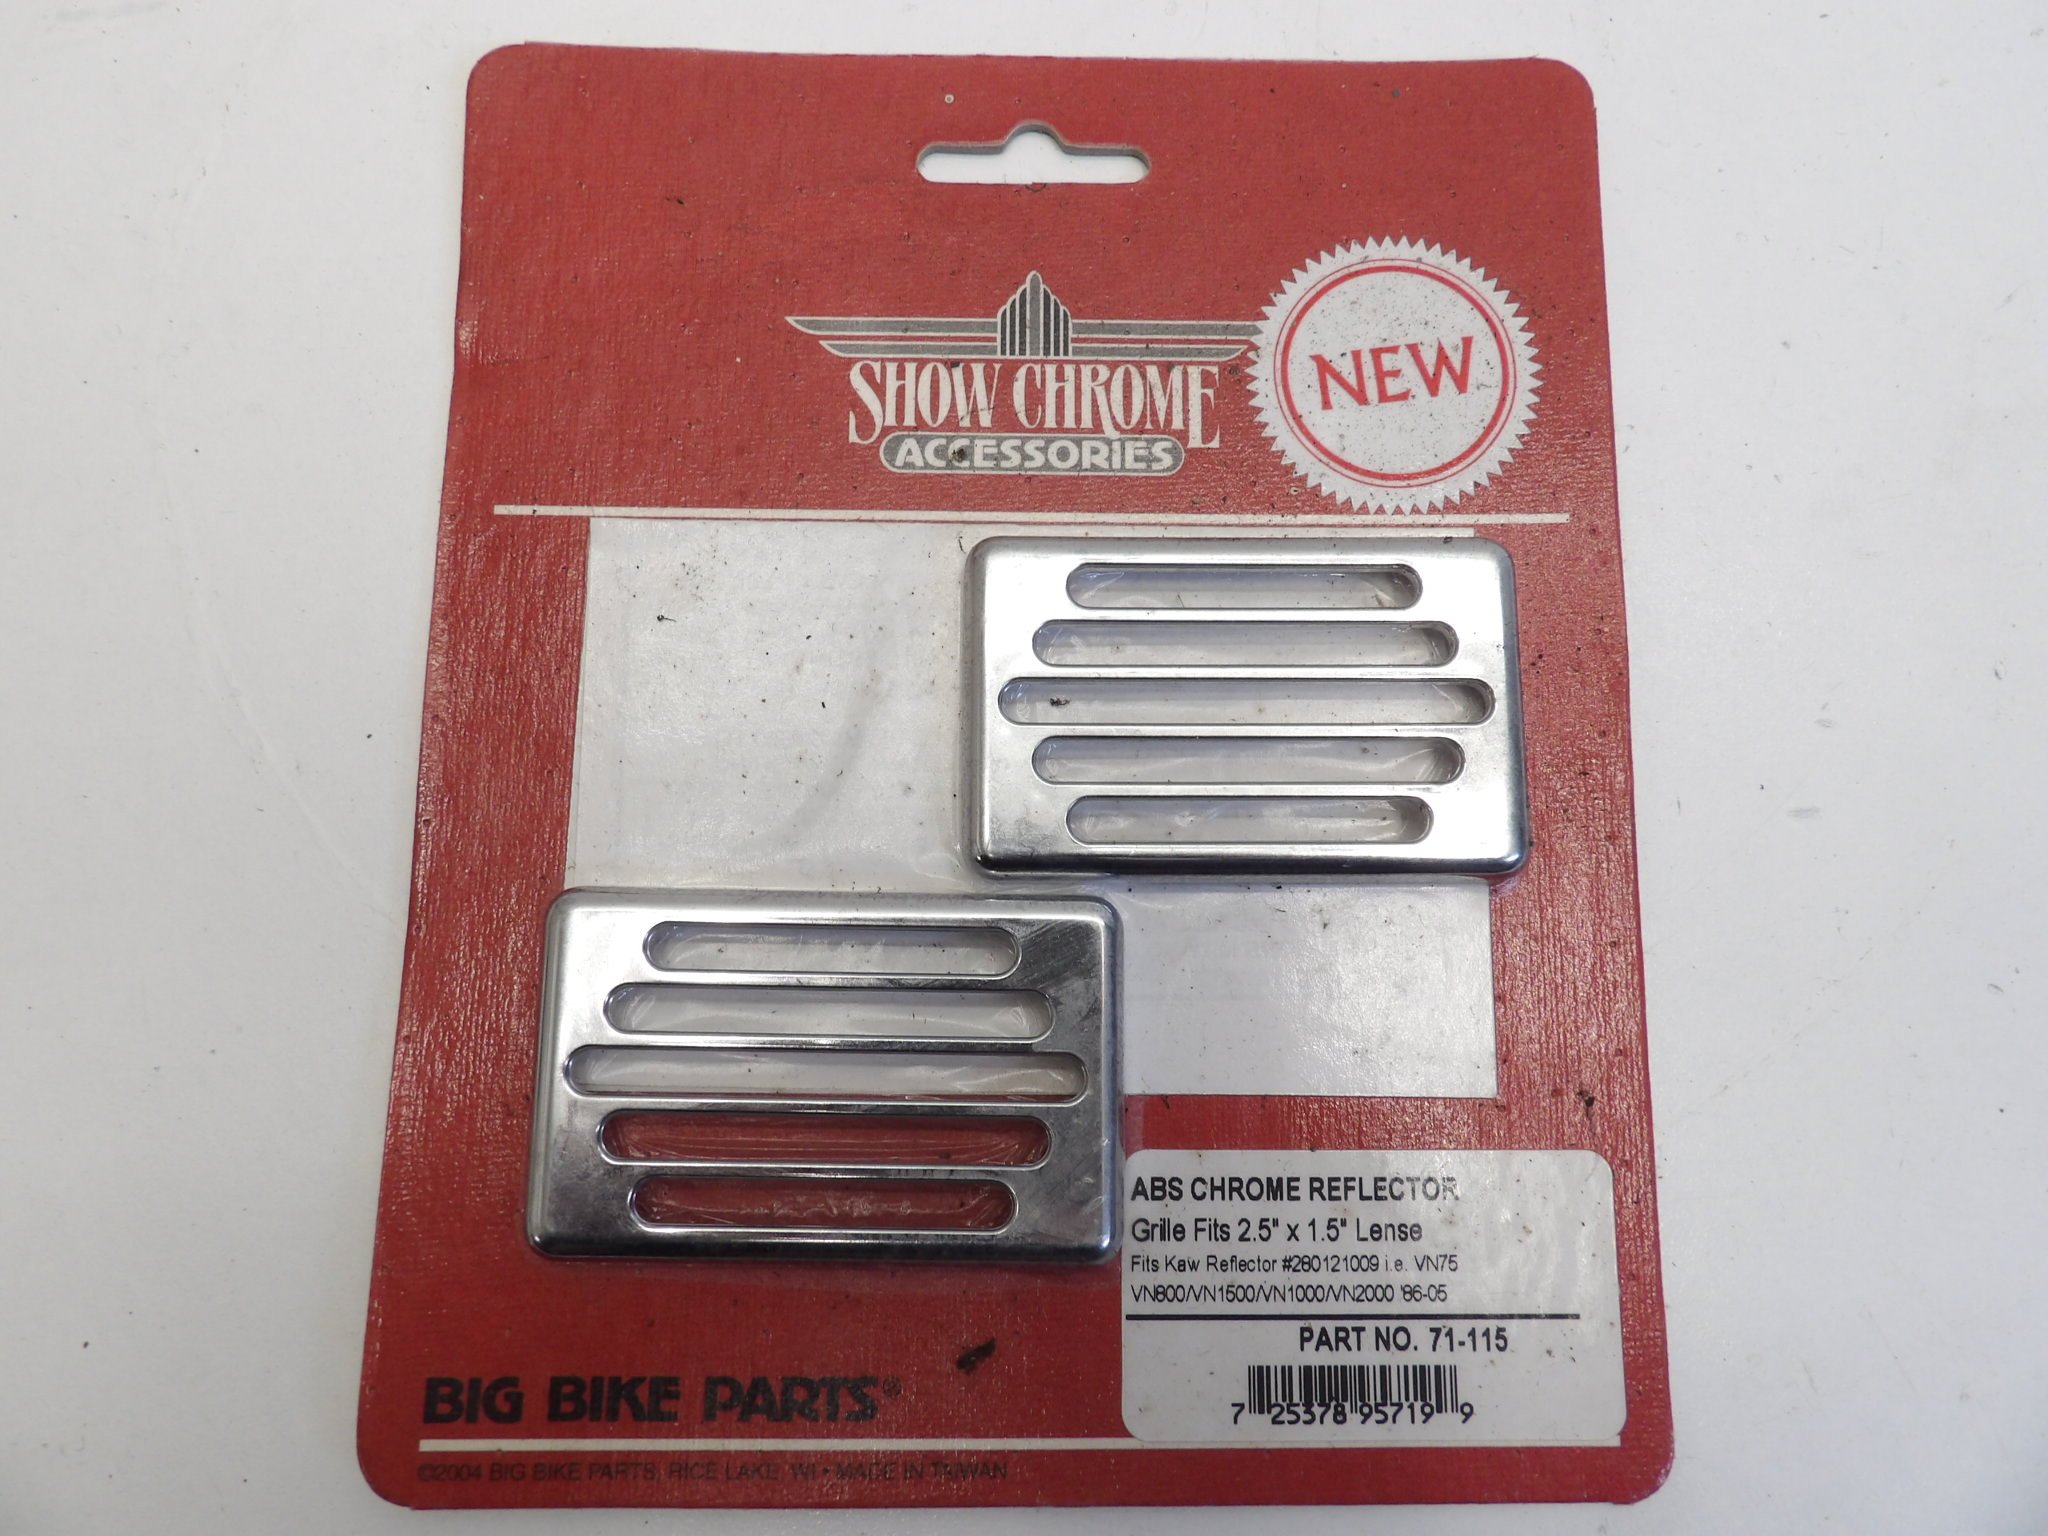 SHOW CHROME
ACCESSORIES
NEW
ABS CHROME REFLECTOR
Grille Fits 2.5" x 1.5" Lense
Fits Kaw Reflector #280121009 i.e. VN75
VN800/VN1500/VN1000/VN2000 '86-05
PART NO. 71-115
7 25378 95719 9
BIG BIKE PARTS®
©2004 BIG BIKE PARTS, RICE LAKE, WI • MADE IN TAIWAN